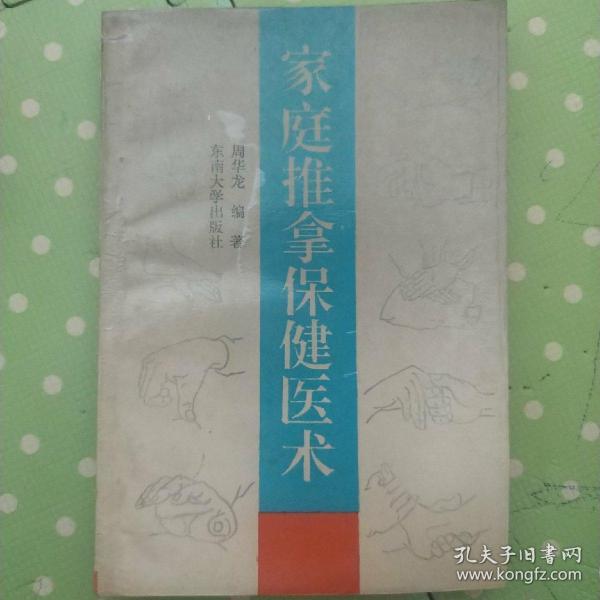 家庭推拿保健医术
周华龙 编著
东南大学出版社
孔夫子旧书网
www.kongfz.com